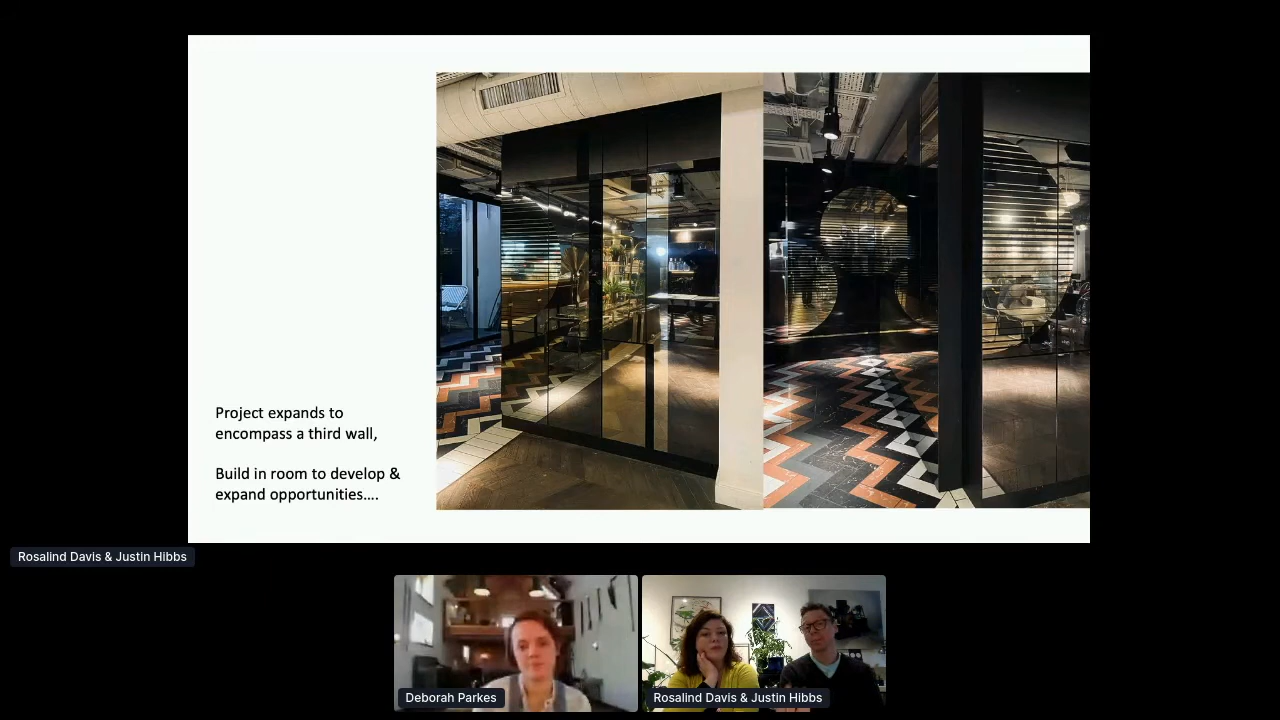 Project expands to
encompass a third wall,
Build in room to develop &
expand opportunities....
Rosalind Davis & Justin Hibbs
Deborah Parkes
Rosalind Davis & Justin Hibbs